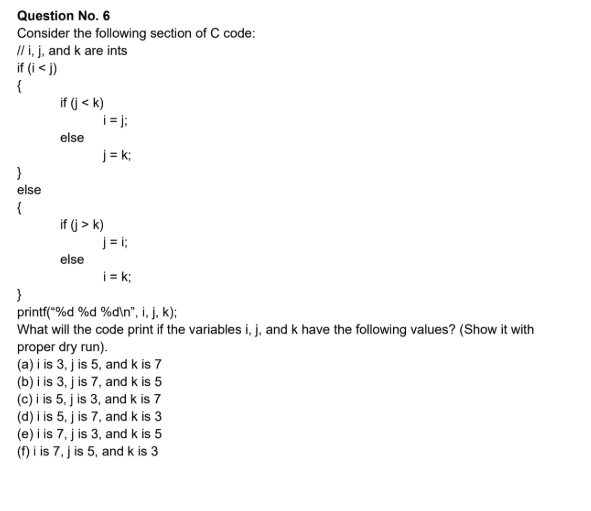 Question No. 6
Consider the following section of C code:
// i, j, and k are ints
if (i < j)
{
if (j < k)
i = j;
else
j = k;
}
else
{
if (j > k)
j = i;
else
i = k;
}
printf(“%d %d %d\n”, i, j, k);
What will the code print if the variables i, j, and k have the following values? (Show it with
proper dry run).
(a) i is 3, j is 5, and k is 7
(b) i is 3, j is 7, and k is 5
(c) i is 5, j is 3, and k is 7
(d) i is 5, j is 7, and k is 3
(e) i is 7, j is 3, and k is 5
(f) i is 7, j is 5, and k is 3